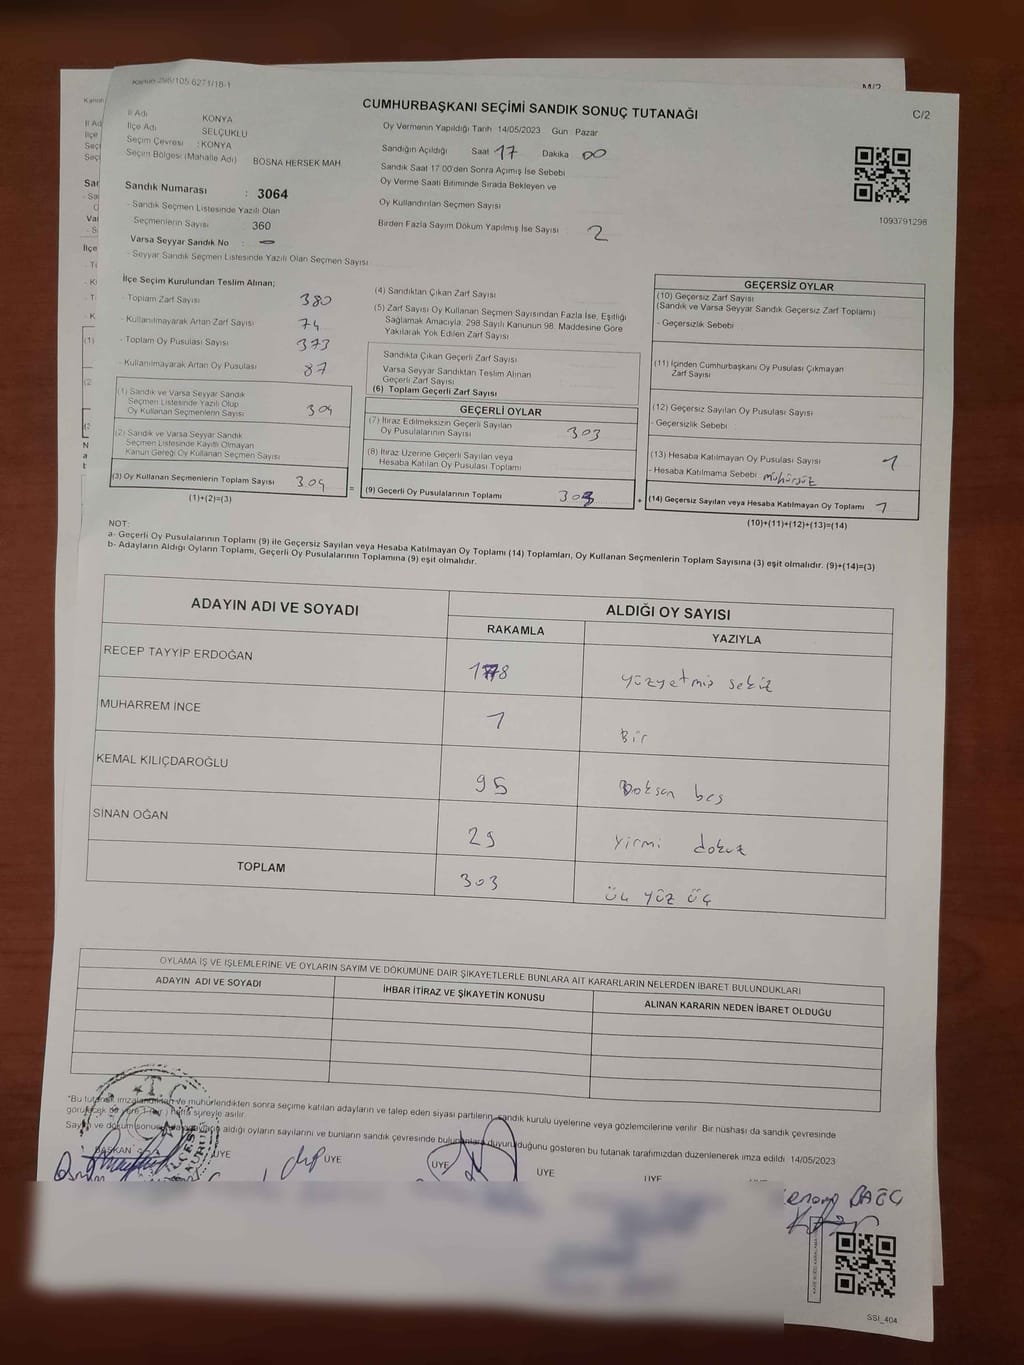 Kanun 298/105 6271/18-1
M/2
CUMHURBAŞKANI SEÇİMİ SANDIK SONUÇ TUTANAĞI
C/2
İl Adı KONYA
İlçe Adı SELÇUKLU
Seçim Çevresi : KONYA
Seçim Bölgesi (Mahalle Adı) BOSNA HERSEK MAH.
Oy Vermenin Yapıldığı Tarih 14/05/2023 Gün Pazar
Sandığın Açıldığı Saat 17 Dakika 00
Sandık Saat 17:00'den Sonra Açımış İse Sebebi
Oy Verme Saati Bitiminde Sırada Bekleyen ve
Oy Kullandırılan Seçmen Sayısı
Birden Fazla Sayım Döküm Yapılmış İse Sayısı 2
1093791298
Sandık Numarası : 3064
- Sandık Seçmen Listesinde Yazılı Olan
Seçmenlerin Sayısı 360
Varsa Seyyar Sandık No : -
- Seyyar Sandık Seçmen Listesinde Yazılı Olan Seçmen Sayısı
İlçe Seçim Kurulundan Teslim Alınan;
- Toplam Zarf Sayısı 380
- Kullanılmayarak Artan Zarf Sayısı 74
- Toplam Oy Pusulası Sayısı 373
- Kullanılmayarak Artan Oy Pusulası 87
(1) Sandık ve Varsa Seyyar Sandık
Seçmen Listesinde Yazılı Olup
Oy Kullanan Seçmenlerin Sayısı 304
(2) Sandık ve Varsa Seyyar Sandık
Seçmen Listesinde Kayıtlı Olmayan
Kanun Gereği Oy Kullanan Seçmen Sayısı
(3) Oy Kullanan Seçmenlerin Toplam Sayısı 304
(1)+(2)=(3)
(4) Sandıktan Çıkan Zarf Sayısı
(5) Zarf Sayısı Oy Kullanan Seçmen Sayısından Fazla İse, Eşitliği
Sağlamak Amacıyla, 298 Sayılı Kanunun 98. Maddesine Göre
Yakılarak Yok Edilen Zarf Sayısı
Sandıkta Çıkan Geçerli Zarf Sayısı
Varsa Seyyar Sandıktan Teslim Alınan
Geçerli Zarf Sayısı
(6) Toplam Geçerli Zarf Sayısı
GEÇERLİ OYLAR
(7) İtiraz Edilmeksizin Geçerli Sayılan
Oy Pusulalarının Sayısı 303
(8) İtiraz Üzerine Geçerli Sayılan veya
Hesaba Katılan Oy Pusulası Toplamı
= (9) Geçerli Oy Pusulalarının Toplamı 303 +
GEÇERSİZ OYLAR
(10) Geçersiz Zarf Sayısı
(Sandık ve Varsa Seyyar Sandık Geçersiz Zarf Toplamı)
- Geçersizlik Sebebi
(11) İçinden Cumhurbaşkanı Oy Pusulası Çıkmayan
Zarf Sayısı
(12) Geçersiz Sayılan Oy Pusulası Sayısı
- Geçersizlik Sebebi
(13) Hesaba Katılmayan Oy Pusulası Sayısı 1
- Hesaba Katılmama Sebebi mühürsüz
(14) Geçersiz Sayılan veya Hesaba Katılmayan Oy Toplamı 1
(10)+(11)+(12)+(13)=(14)
NOT:
a- Geçerli Oy Pusulalarının Toplamı (9) ile Geçersiz Sayılan veya Hesaba Katılmayan Oy Toplamı (14) Toplamları, Oy Kullanan Seçmenlerin Toplam Sayısına (3) eşit olmalıdır. (9)+(14)=(3)
b- Adayların Aldığı Oyların Toplamı, Geçerli Oy Pusulalarının Toplamına (9) eşit olmalıdır.
ADAYIN ADI VE SOYADI ALDIĞI OY SAYISI
RAKAMLA YAZIYLA
RECEP TAYYİP ERDOĞAN 178 yüzyetmiş sekiz
MUHARREM İNCE 1 Bir
KEMAL KILIÇDAROĞLU 95 Doksan beş
SİNAN OĞAN 29 Yirmi dokuz
TOPLAM 303 üç yüz üç
OYLAMA İŞ VE İŞLEMLERİNE VE OYLARIN SAYIM VE DÖKÜMÜNE DAİR ŞİKAYETLERLE BUNLARA AİT KARARLARIN NELERDEN İBARET BULUNDUKLARI
ADAYIN ADI VE SOYADI İHBAR İTİRAZ VE ŞİKAYETİN KONUSU ALINAN KARARIN NEDEN İBARET OLDUĞU
*Bu tutanak imzalandıktan ve mühürlendikten sonra seçime katılan adayların ve talep eden siyasi partilerin, sandık kurulu üyelerine veya gözlemcilerine verilir. Bir nüshası da sandık çevresinde
görülecek bir yere 1 (bir) hafta süreyle asılır.
Sayım ve döküm sonucunda adayların aldığı oyların sayılarını ve bunların sandık çevresinde bulunanlara duyurulduğunu gösteren bu tutanak tarafımızdan düzenlenerek imza edildi. 14/05/2023
BAŞKAN ÜYE ÜYE ÜYE ÜYE ÜYE
T.C.
SSI_404